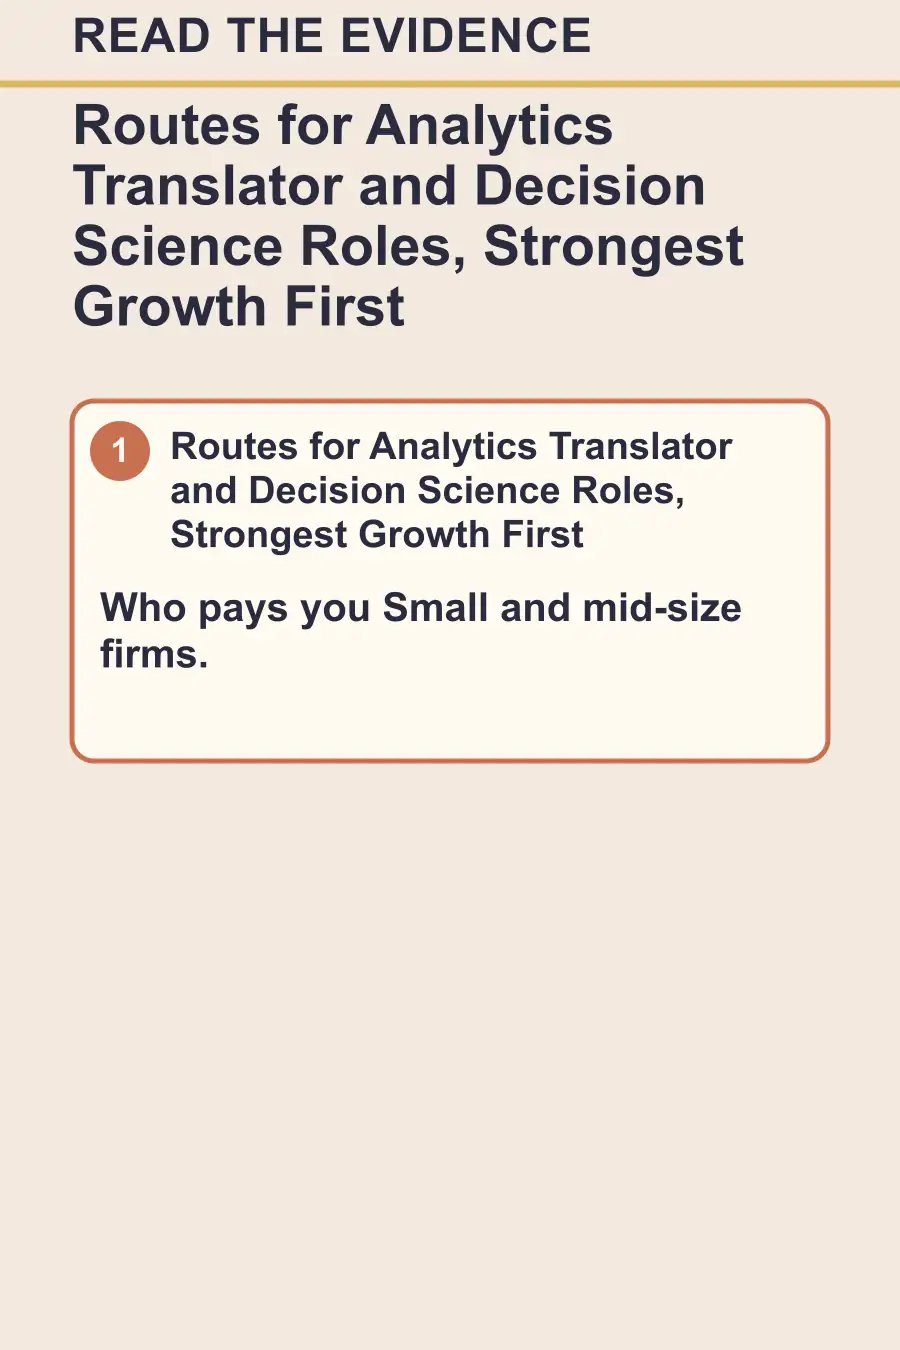 READ THE EVIDENCE
Routes for Analytics
Translator and Decision
Science Roles, Strongest
Growth First
1
Routes for Analytics Translator
and Decision Science Roles,
Strongest Growth First
Who pays you Small and mid-size
firms.